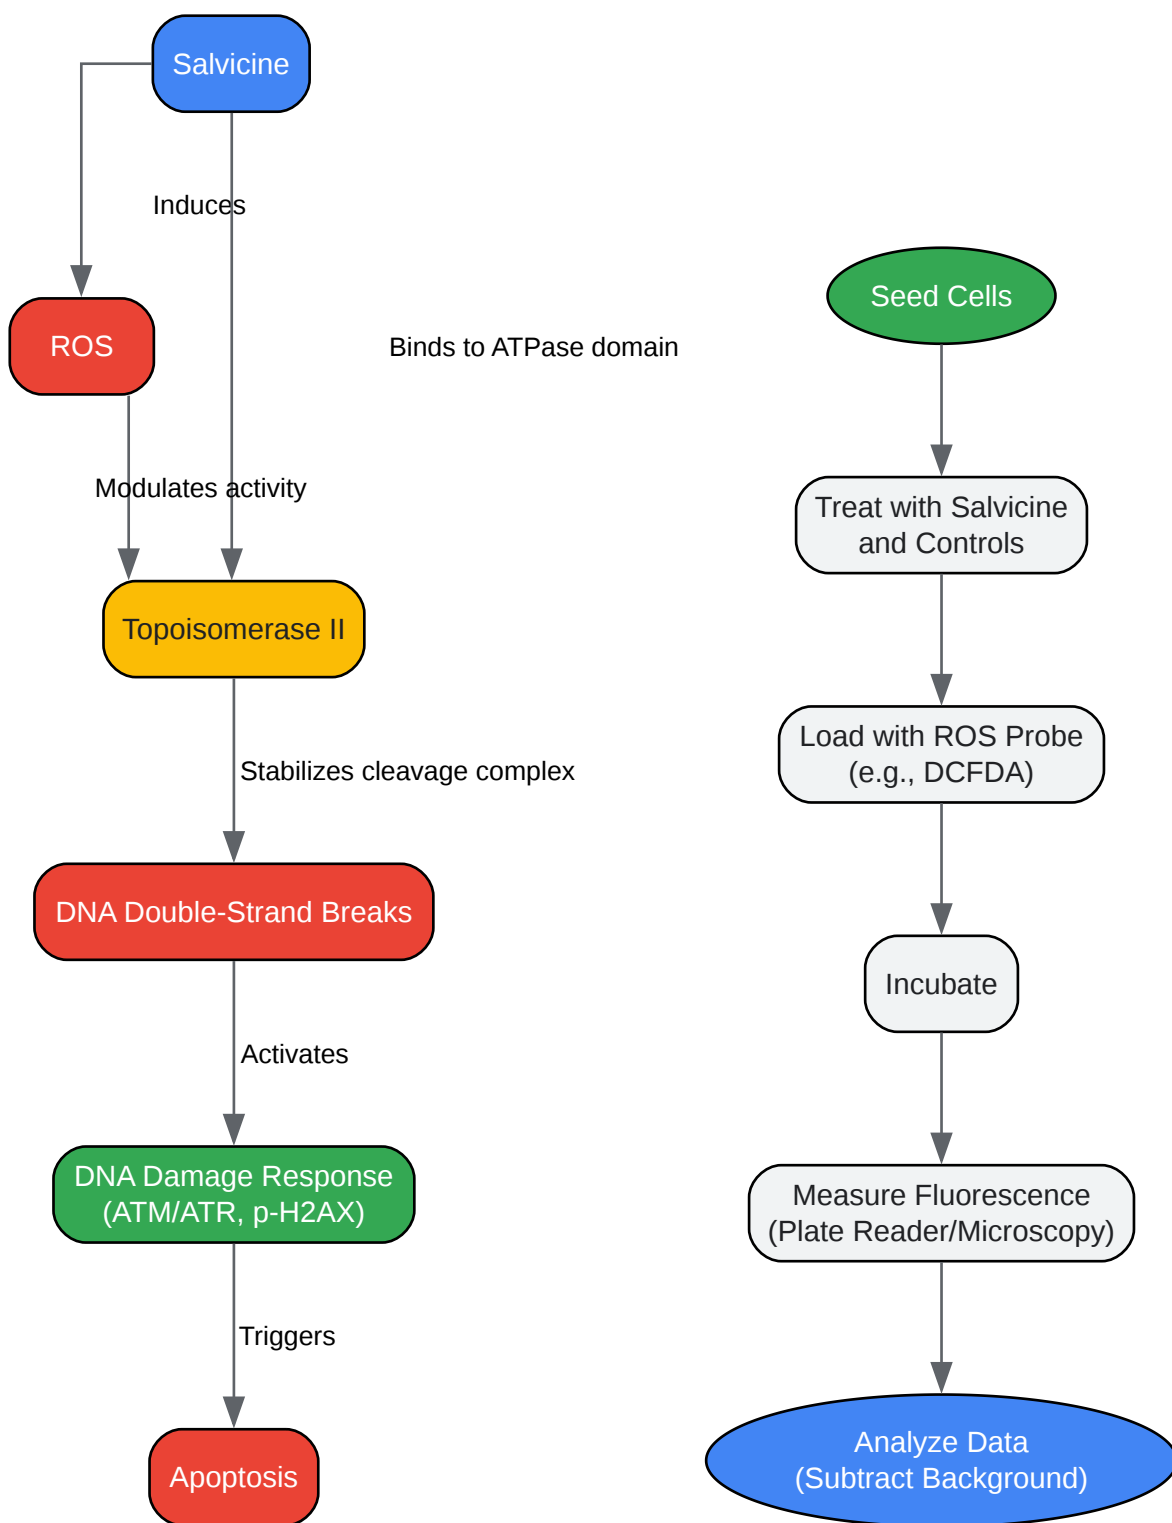 Salvicine
Induces
ROS
Binds to ATPase domain
Modulates activity
Topoisomerase II
Stabilizes cleavage complex
DNA Double-Strand Breaks
Activates
DNA Damage Response
(ATM/ATR, p-H2AX)
Triggers
Apoptosis
Seed Cells
Treat with Salvicine
and Controls
Load with ROS Probe
(e.g., DCFDA)
Incubate
Measure Fluorescence
(Plate Reader/Microscopy)
Analyze Data
(Subtract Background)